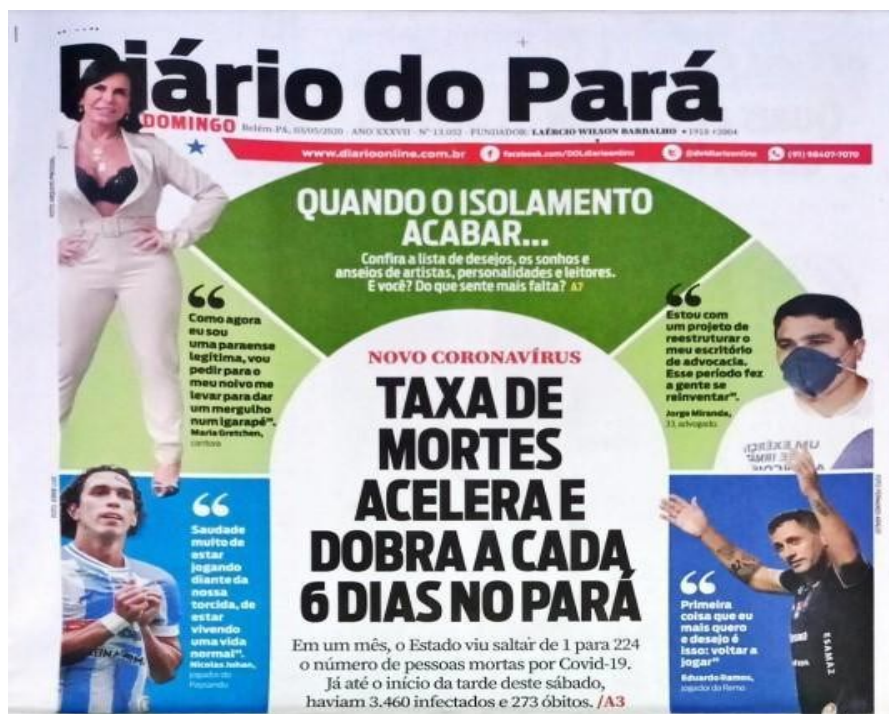 Diário do Pará
DOMINGO Belém-PA, 03/05/2020 ANO XXXVII - Nº 13.052 - FUNDADOR: LAÉRCIO WILSON BARBALHO
www.diarioonline.com.br facebook.com/DOLdiarioonline @doldiarioonline (91) 98407-7070
QUANDO O ISOLAMENTO
ACABAR...
Confira a lista de desejos, os sonhos e
anseios de artistas, personalidades e leitores.
E você? Do que sente mais falta? A7
“Como agora
eu sou
uma paraense
legítima, vou
pedir para o
meu noivo me
levar para dar
um mergulho
num igarapé”.
Maria Gretchen,
cantora
“Estou com
um projeto de
reestruturar o
meu escritório
de advocacia.
Esse período fez
a gente se
reinventar”.
Jorge Miranda,
33, advogado.
NOVO CORONAVÍRUS
TAXA DE
MORTES
ACELERA E
DOBRA A CADA
6 DIAS NO PARÁ
Em um mês, o Estado viu saltar de 1 para 224
o número de pessoas mortas por Covid-19.
Já até o início da tarde deste sábado,
haviam 3.460 infectados e 273 óbitos. /A3
“Saudade
muito de
estar
jogando
diante da
nossa
torcida, de
estar
vivendo
uma vida
normal”.
Nicolas Johan,
jogador do
Paysandu
“Primeira
coisa que eu
mais quero
e desejo é
isso: voltar a
jogar”
Eduardo Ramos,
jogador do Remo
ESAMAZ